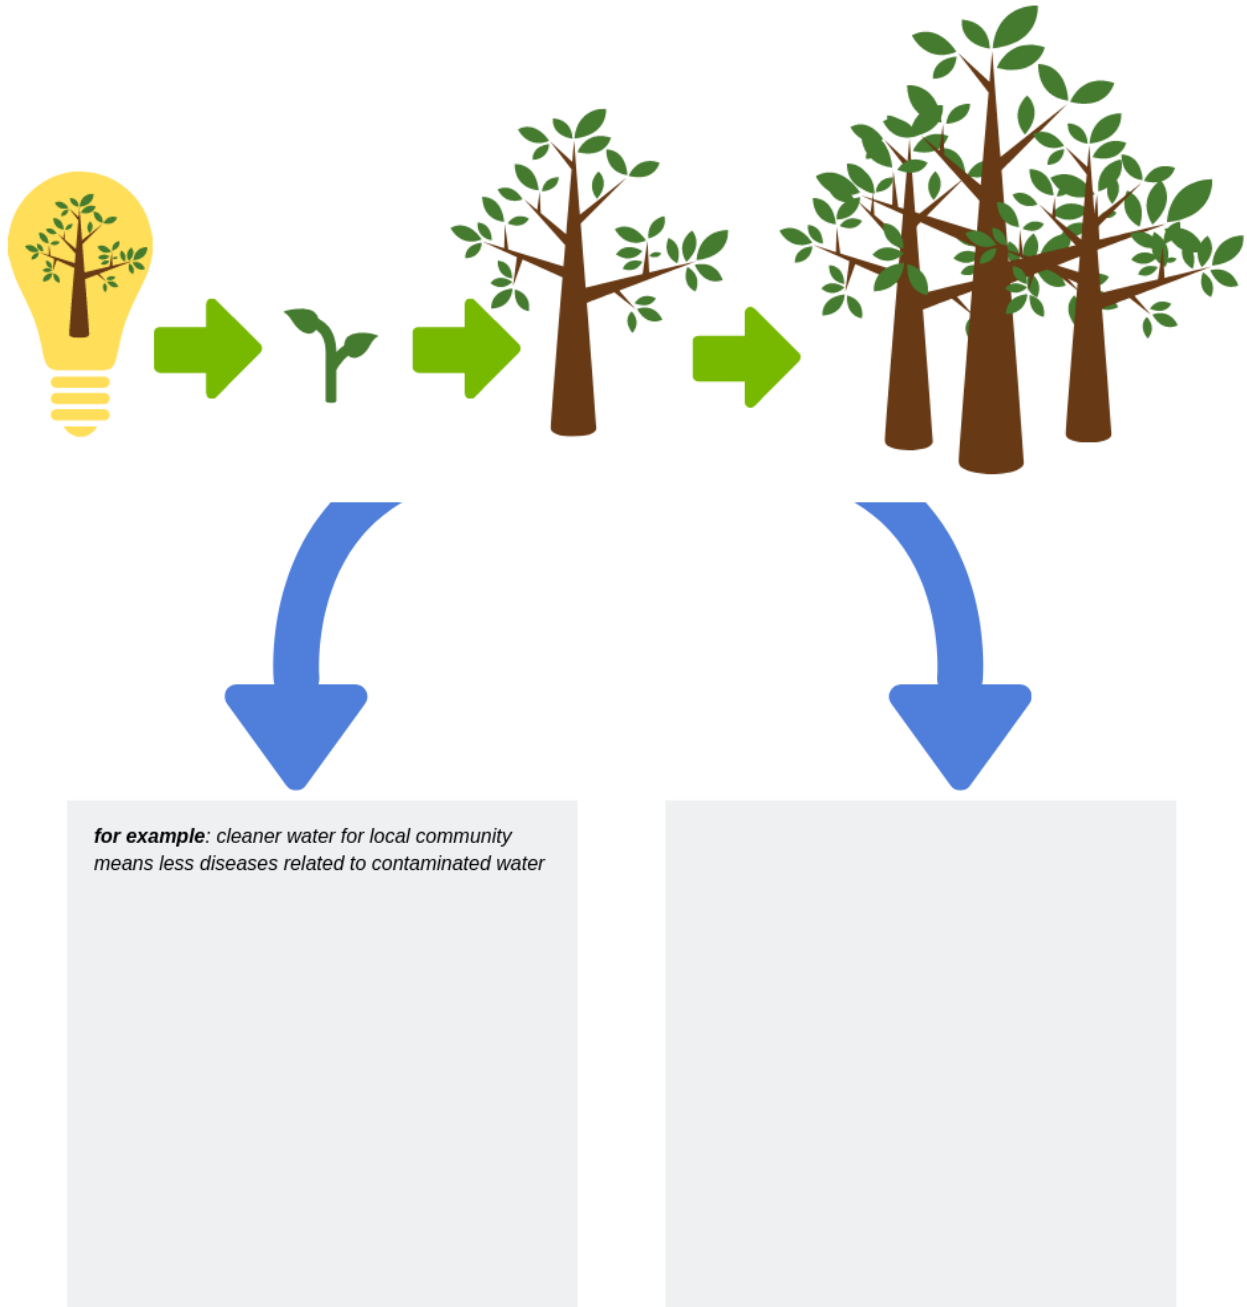 for example: cleaner water for local community
means less diseases related to contaminated water